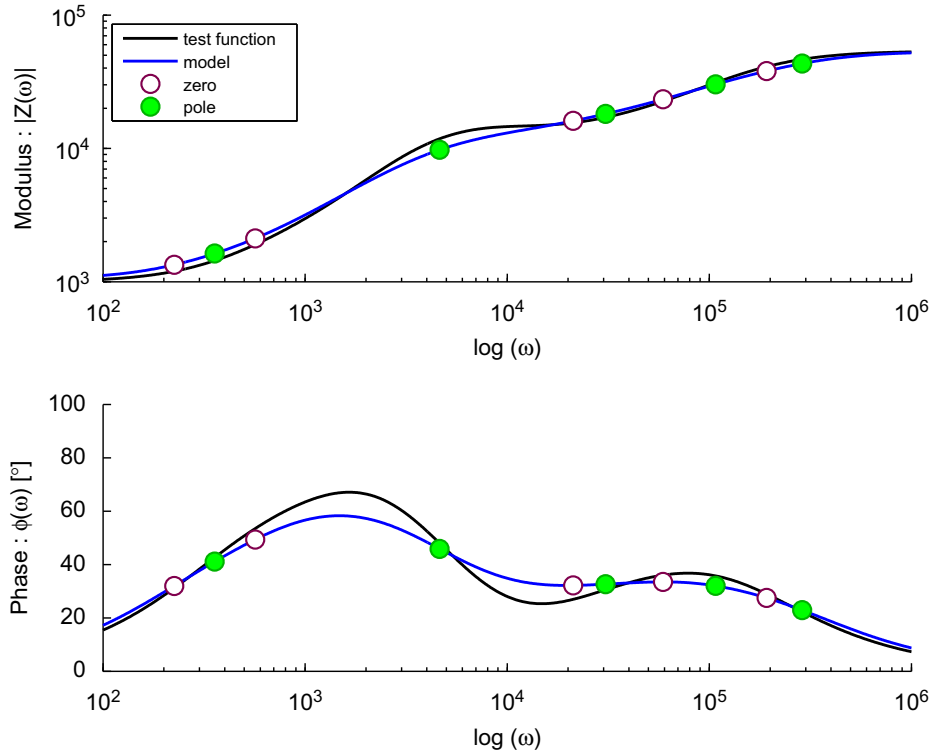 10^5
test function
model
zero
pole
10^4
10^3
Modulus : |Z(ω)|
10^2 10^3 10^4 10^5 10^6
log (ω)
100
80
60
40
20
0
Phase : ϕ(ω) [°]
10^2 10^3 10^4 10^5 10^6
log (ω)